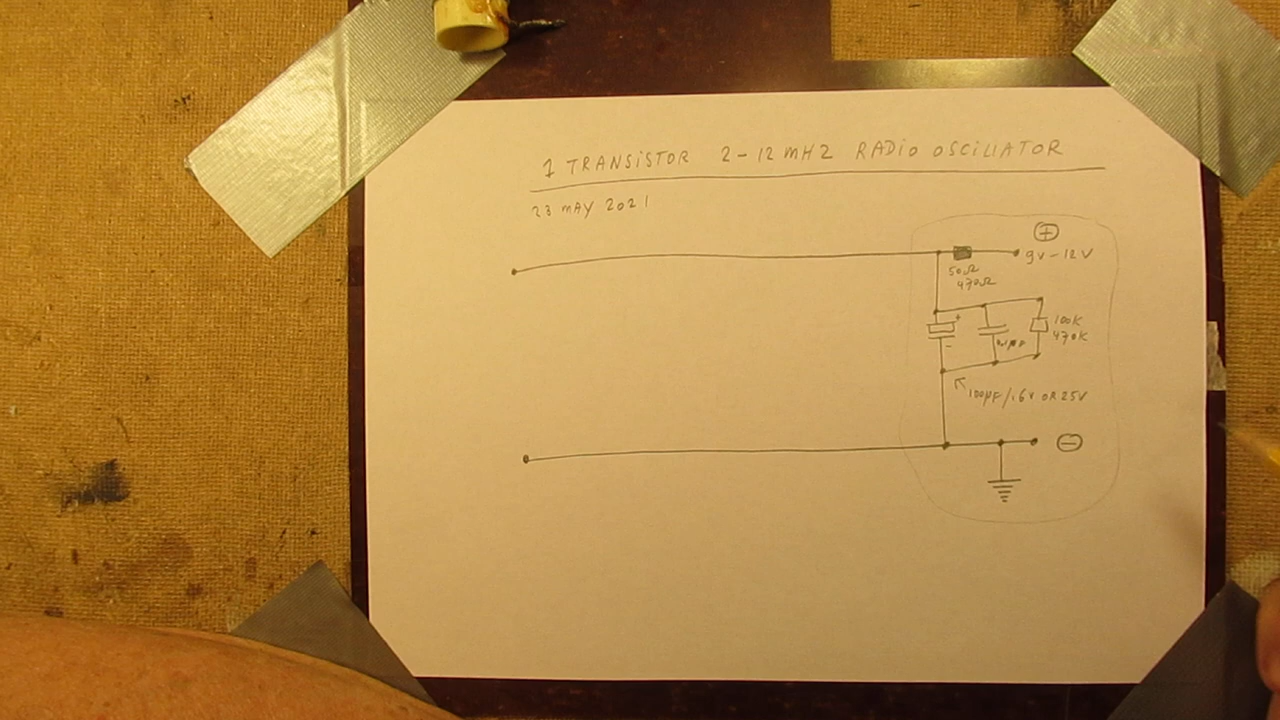 1 TRANSISTOR 2-12 MHZ RADIO OSCILLATOR
23 MAY 2021
+
9V-12V
50Ω
470Ω
+
100K
470K
-
100µF/16V OR 25V
-